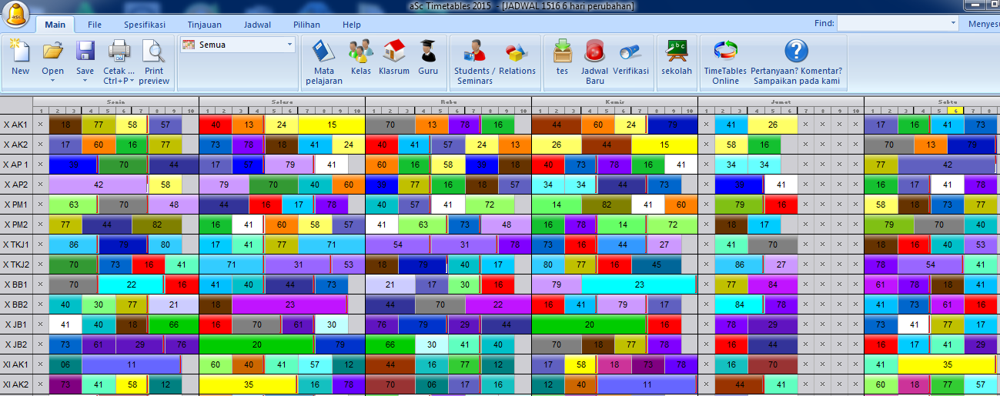 aSc Timetables 2015 - [JADWAL 1516 6 hari perubahan]
aSc
Main File Spesifikasi Tinjauan Jadwal Pilihan Help Find: Menyesu
Semua
New Open Save Cetak ... Print Mata Kelas Klasrum Guru Students / Relations tes Jadwal Verifikasi sekolah TimeTables Pertanyaan? Komentar?
Ctrl+P preview pelajaran Seminars Baru Online Sampaikan pada kami
abc
Senin Selasa Rabu Kamis Jumat Sabtu
1 2 3 4 5 6 7 8 9 10 1 2 3 4 5 6 7 8 9 10 1 2 3 4 5 6 7 8 9 10 1 2 3 4 5 6 7 8 9 10 1 2 3 4 5 6 7 8 9 10 1 2 3 4 5 6 7 8
X AK1 × 18 77 58 57 40 13 24 15 70 13 78 16 44 60 24 79 × 41 26 × × × × × 17 16 41 73
X AK2 × 17 60 16 77 73 78 18 41 24 40 41 57 24 13 26 44 15 × 58 16 × × × × × 70 13 79
X AP 1 × 39 70 44 17 57 79 41 60 16 58 39 18 40 73 78 16 41 × 34 34 × × × × × 77 42
X AP2 × 42 58 79 70 40 60 39 77 16 18 57 34 34 44 73 × 39 41 × × × × × 16 17 41 78
X PM1 × 63 70 48 44 16 17 78 40 57 41 72 14 82 41 60 × 79 16 × × × × × 58 18 73 77
X PM2 × 77 44 82 16 41 60 58 57 41 63 73 48 16 78 14 72 × 18 17 × × × × × 79 70 40
X TKJ1 × 86 79 80 17 41 77 71 54 31 78 73 16 44 27 × 41 70 × × × × × 18 16 40 53
X TKJ2 × 70 73 16 41 71 31 53 18 79 40 17 80 77 16 45 × 86 27 × × × × × 78 54 41
X BB1 × 70 22 16 41 40 44 73 21 17 30 16 79 23 × 77 84 × × × × × 61 78 18 41
X BB2 × 40 30 77 21 18 23 44 70 22 16 41 79 17 × 84 78 × × × × × 41 73 61 16
X JB1 × 41 40 18 66 16 70 61 30 76 79 29 44 20 16 × 78 29 × × × × × 73 41 77 17
X JB2 × 73 61 29 76 20 79 66 30 41 40 70 18 77 78 × 16 44 × × × × × 16 17 41 29
XI AK1 × 06 11 60 40 41 57 12 44 16 77 12 17 58 18 73 78 × 16 70 × × × × × 41 35
XI AK2 × 73 41 58 12 35 16 78 70 06 17 16 12 40 11 × 44 41 × × × × × 60 18 77 57